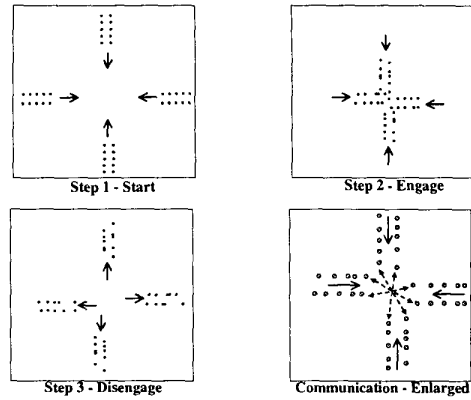 Step 1 - Start
Step 2 - Engage
Step 3 - Disengage
Communication - Enlarged